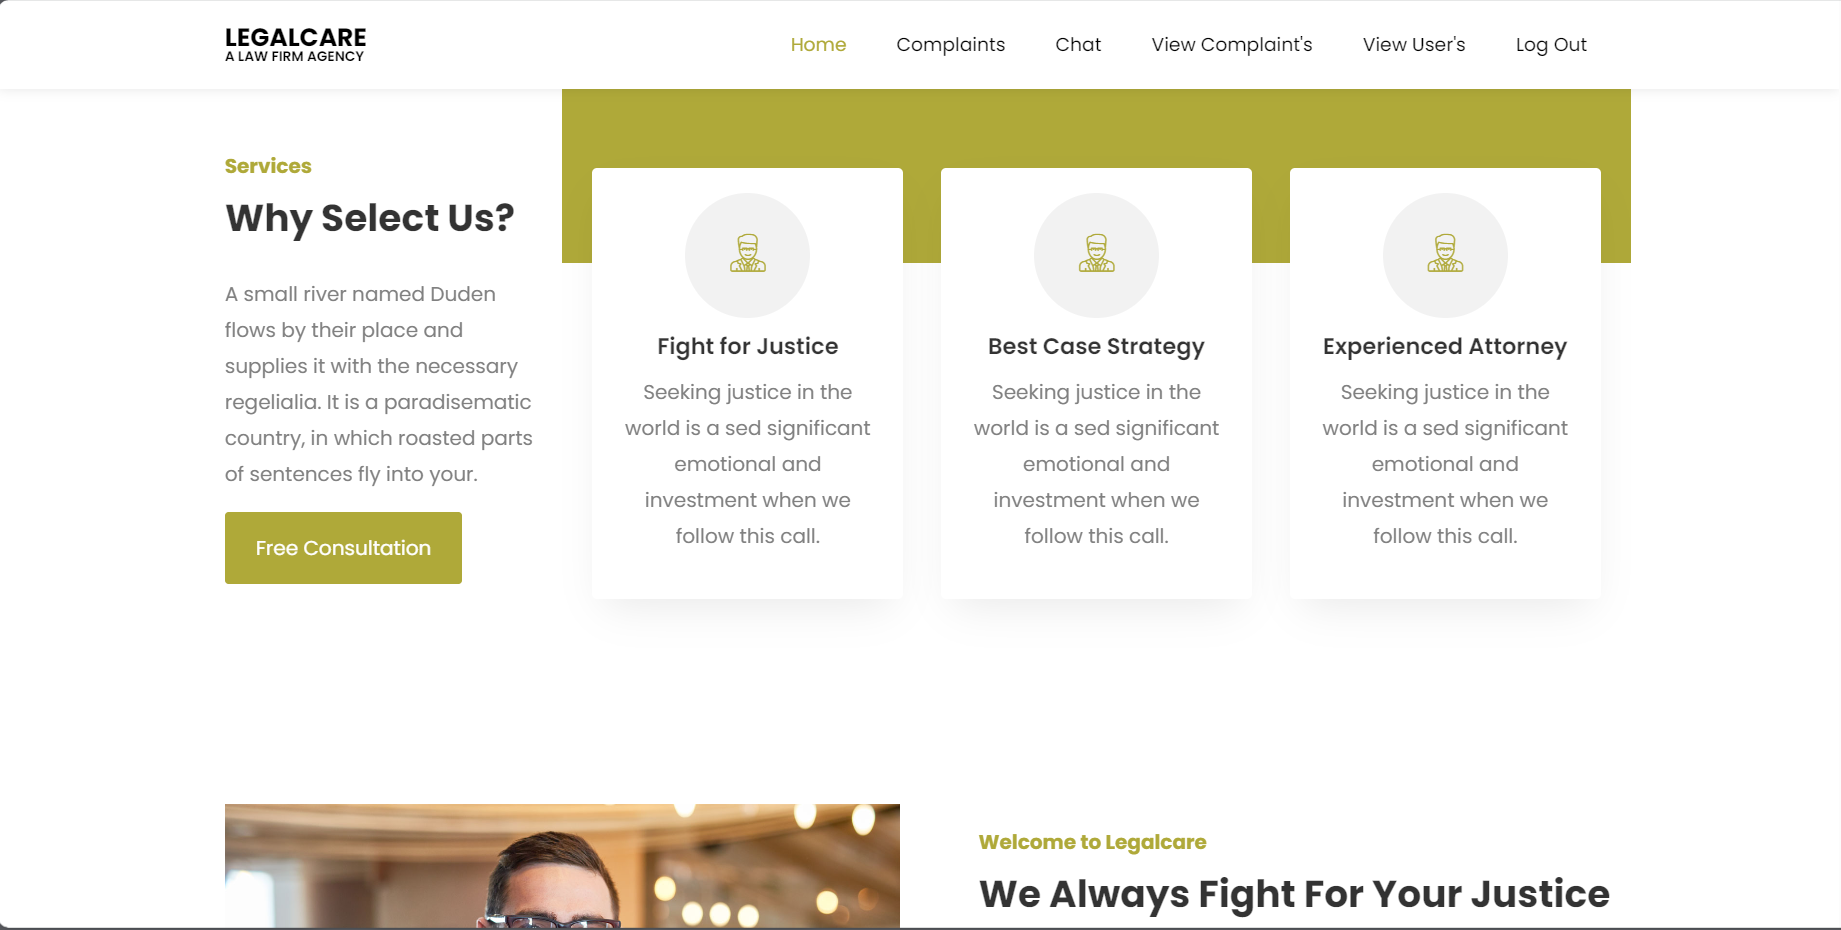 LEGALCARE
A LAW FIRM AGENCY
Home Complaints Chat View Complaint's View User's Log Out
Services
Why Select Us?
A small river named Duden
flows by their place and
supplies it with the necessary
regelialia. It is a paradisematic
country, in which roasted parts
of sentences fly into your.
Free Consultation
Fight for Justice
Seeking justice in the
world is a sed significant
emotional and
investment when we
follow this call.
Best Case Strategy
Seeking justice in the
world is a sed significant
emotional and
investment when we
follow this call.
Experienced Attorney
Seeking justice in the
world is a sed significant
emotional and
investment when we
follow this call.
Welcome to Legalcare
We Always Fight For Your Justice